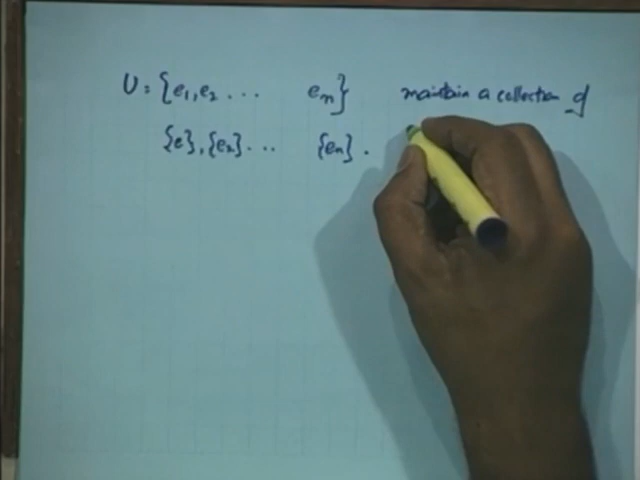 U = {e₁, e₂ ... eₙ} maintain a collection of
{e}, {e₂} ... {eₙ}.